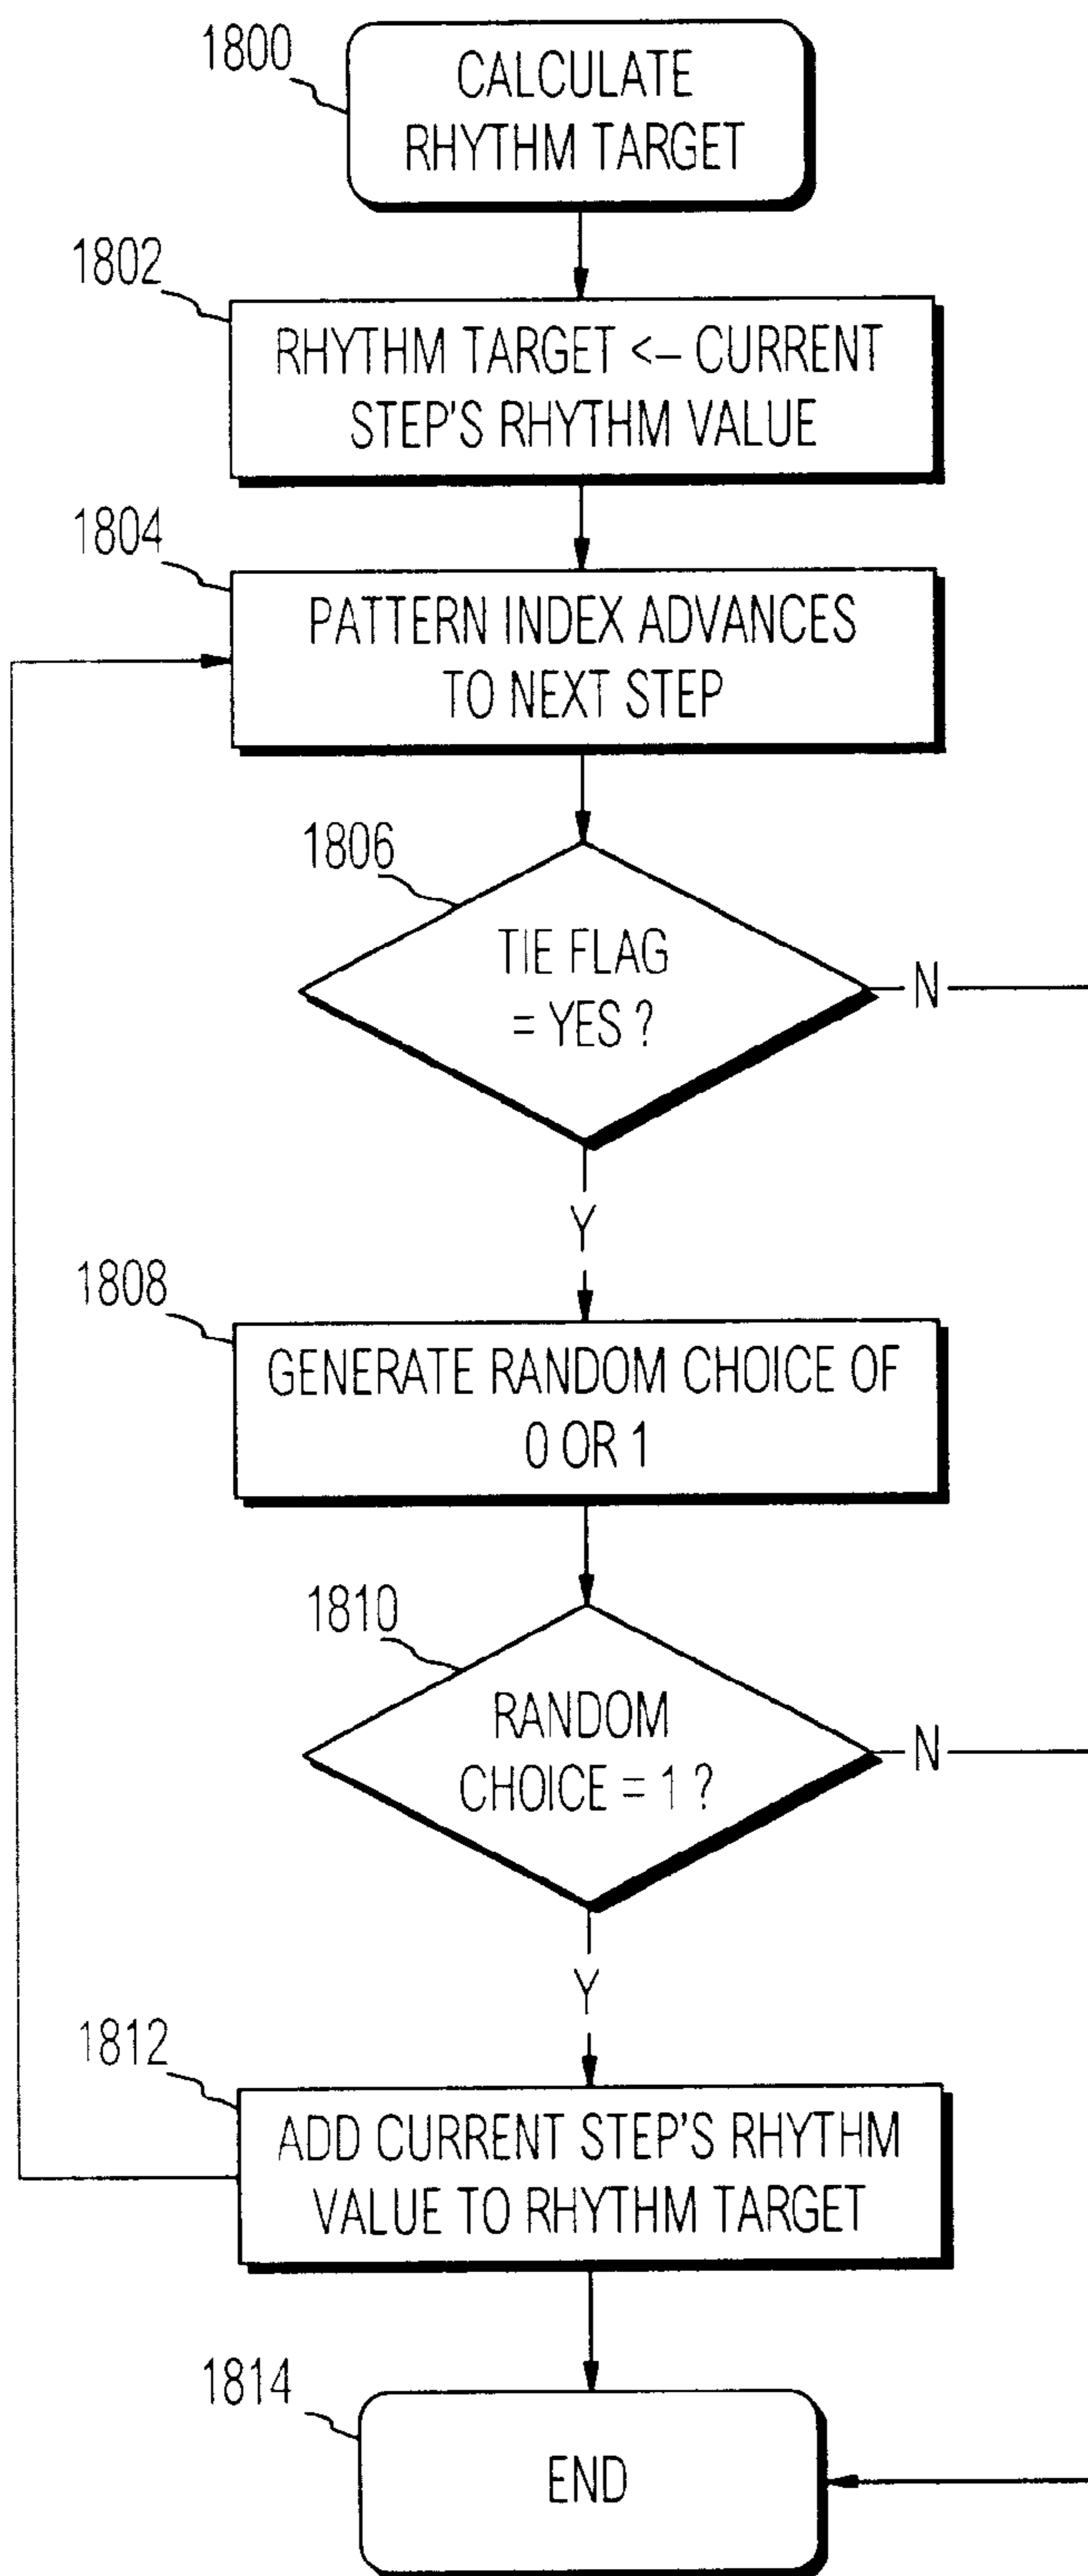 1800
CALCULATE
RHYTHM TARGET
1802
RHYTHM TARGET <– CURRENT
STEP'S RHYTHM VALUE
1804
PATTERN INDEX ADVANCES
TO NEXT STEP
1806
TIE FLAG
= YES ?
N
Y
1808
GENERATE RANDOM CHOICE OF
0 OR 1
1810
RANDOM
CHOICE = 1 ?
N
Y
1812
ADD CURRENT STEP'S RHYTHM
VALUE TO RHYTHM TARGET
1814
END